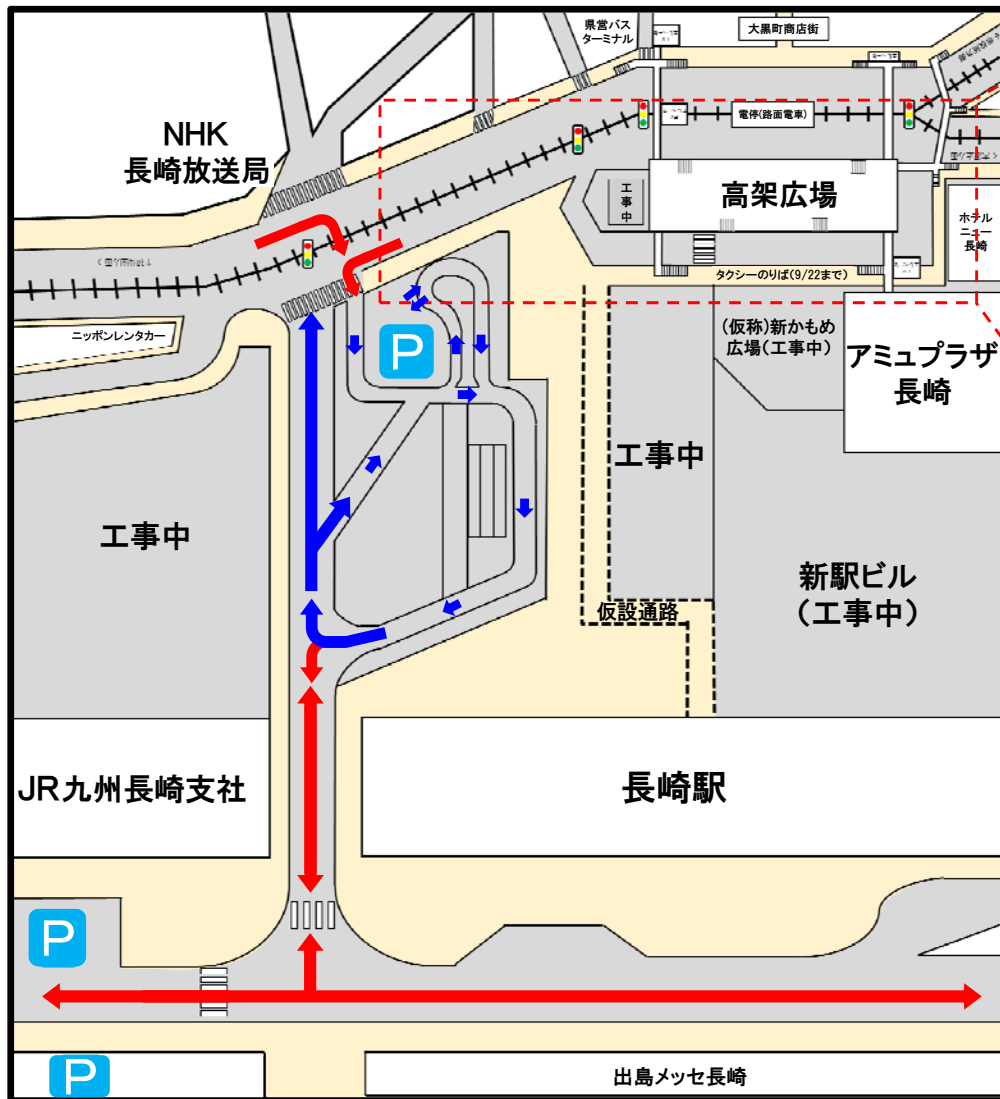 県営バス
ターミナル
大黒町商店街
NHK
長崎放送局
電停(路面電車)
工事中
高架広場
ホテル
ニュー
長崎
タクシーのりば(9/22まで)
ニッポンレンタカー
P
(仮称)新かもめ
広場(工事中)
アミュプラザ
長崎
工事中
工事中
新駅ビル
(工事中)
仮設通路
JR九州長崎支社
長崎駅
P
P
出島メッセ長崎